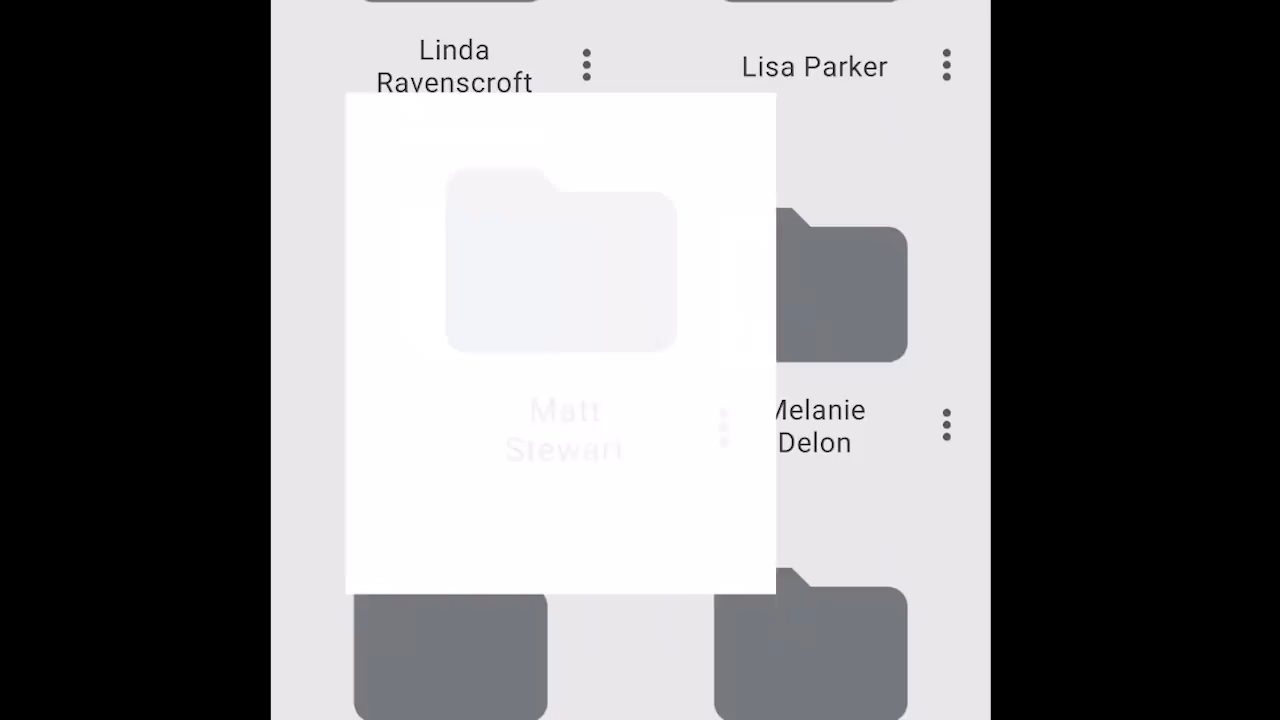 Linda
Ravenscroft
Lisa Parker
Matt
Stewart
Melanie
Delon